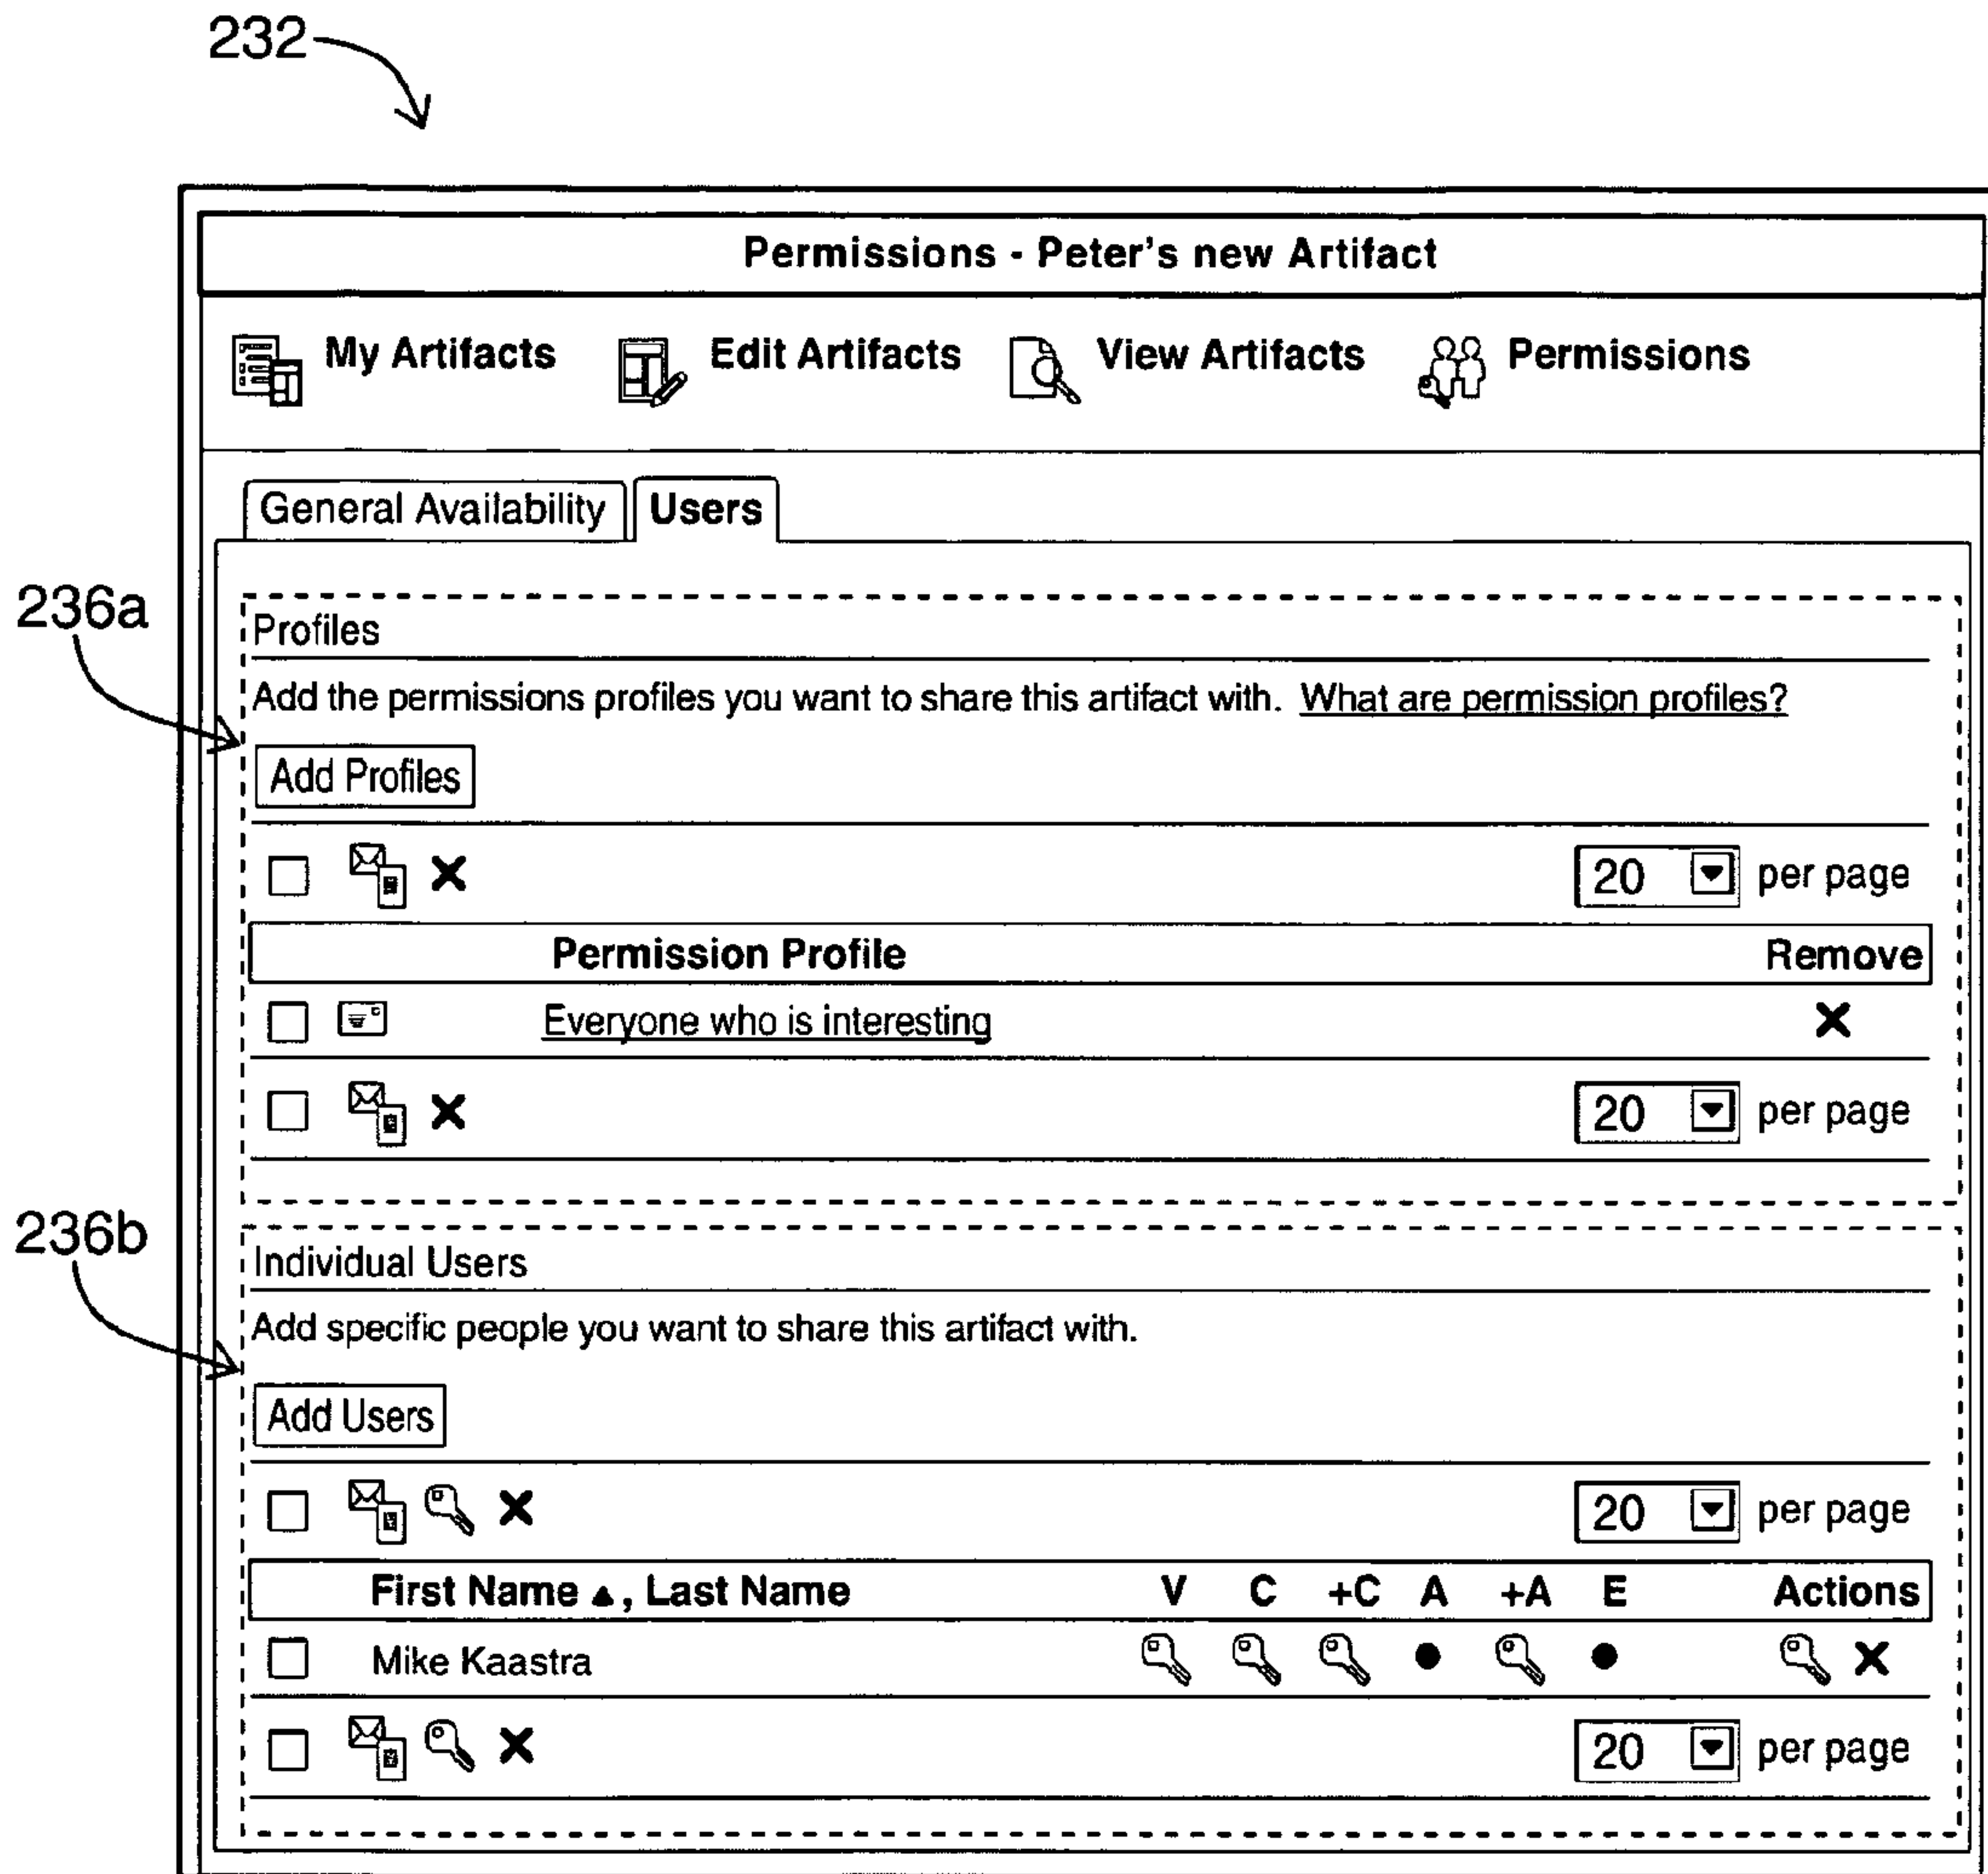 232
Permissions - Peter's new Artifact
My Artifacts Edit Artifacts View Artifacts Permissions
General Availability Users
236a
Profiles
Add the permissions profiles you want to share this artifact with. What are permission profiles?
Add Profiles
20 per page
Permission Profile Remove
Everyone who is interesting
20 per page
236b
Individual Users
Add specific people you want to share this artifact with.
Add Users
20 per page
First Name ▲, Last Name V C +C A +A E Actions
Mike Kaastra
20 per page